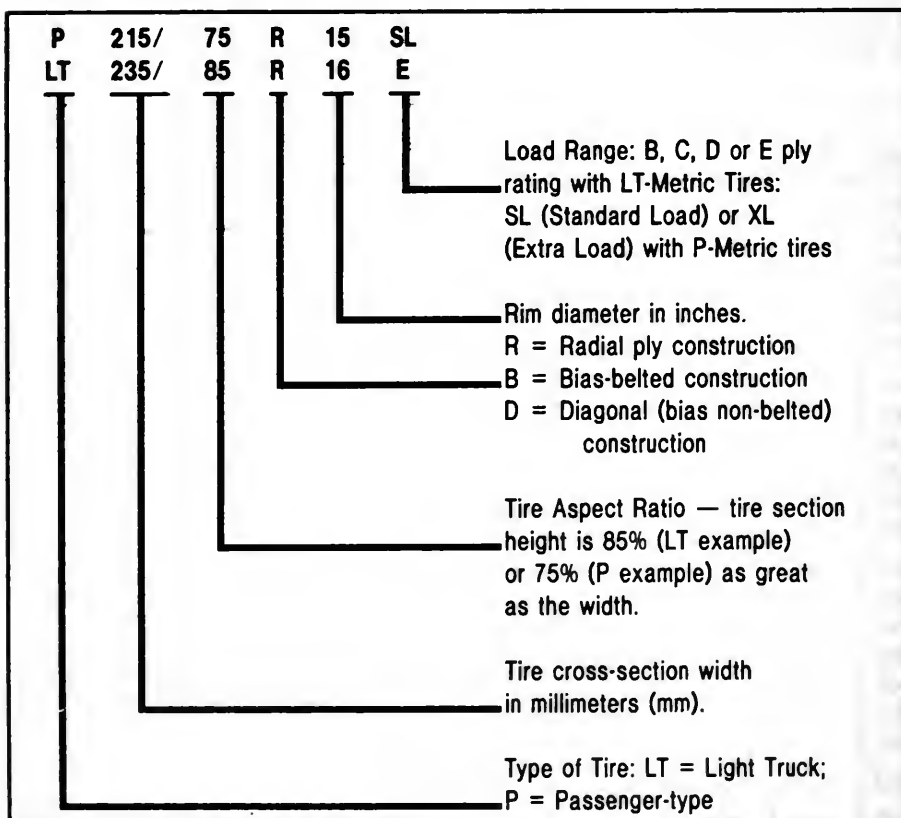 P 215/ 75 R 15 SL
LT 235/ 85 R 16 E
Load Range: B, C, D or E ply
rating with LT-Metric Tires:
SL (Standard Load) or XL
(Extra Load) with P-Metric tires
Rim diameter in inches.
R = Radial ply construction
B = Bias-belted construction
D = Diagonal (bias non-belted)
construction
Tire Aspect Ratio — tire section
height is 85% (LT example)
or 75% (P example) as great
as the width.
Tire cross-section width
in millimeters (mm).
Type of Tire: LT = Light Truck;
P = Passenger-type